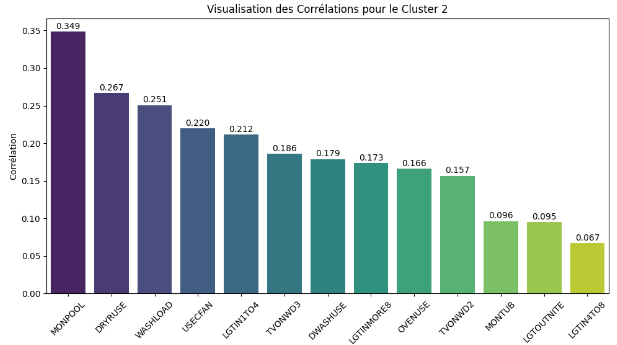 Visualisation des Corrélations pour le Cluster 2
Corrélation
0.35
0.30
0.25
0.20
0.15
0.10
0.05
0.00
0.349
0.267
0.251
0.220
0.212
0.186
0.179
0.173
0.166
0.157
0.096
0.095
0.067
MONPOOL
DRYRUSE
WASHLOAD
USECFAN
LGTIN1TO4
TVONWD3
DWASHUSE
LGTINMORE8
OVENUSE
TVONWD2
MONTUB
LGTOUTNITE
LGTIN4TO8